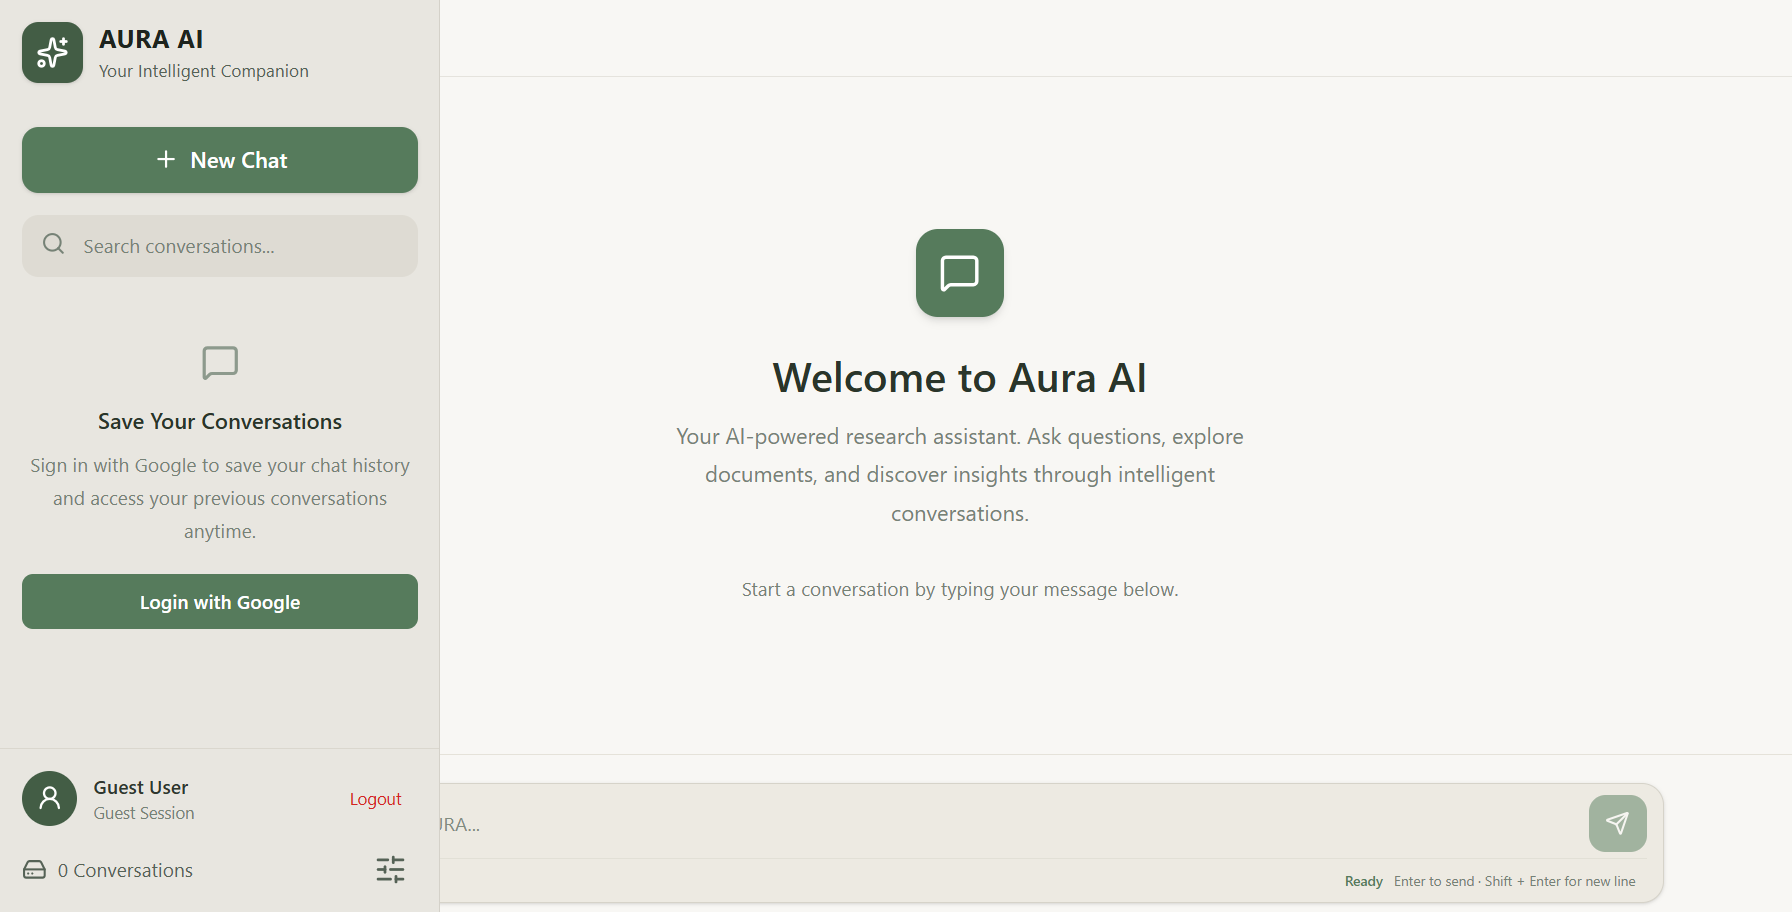 AURA AI
Your Intelligent Companion
New Chat
Search conversations...
Save Your Conversations
Sign in with Google to save your chat history
and access your previous conversations
anytime.
Login with Google
Guest User
Guest Session
Logout
0 Conversations
Welcome to Aura AI
Your AI-powered research assistant. Ask questions, explore
documents, and discover insights through intelligent
conversations.
Start a conversation by typing your message below.
Ready Enter to send · Shift + Enter for new line